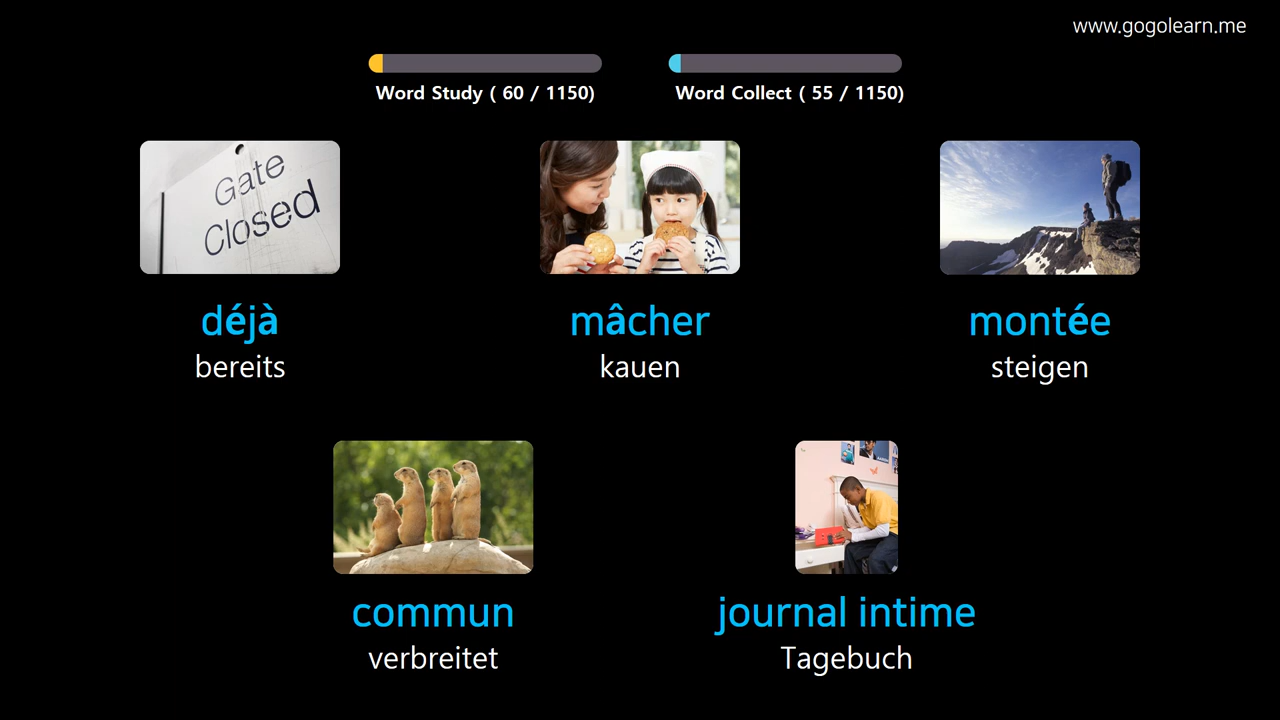 www.gogolearn.me
Word Study ( 60 / 1150)
Word Collect ( 55 / 1150)
Gate
Closed
déjà
bereits
mâcher
kauen
montée
steigen
commun
verbreitet
journal intime
Tagebuch